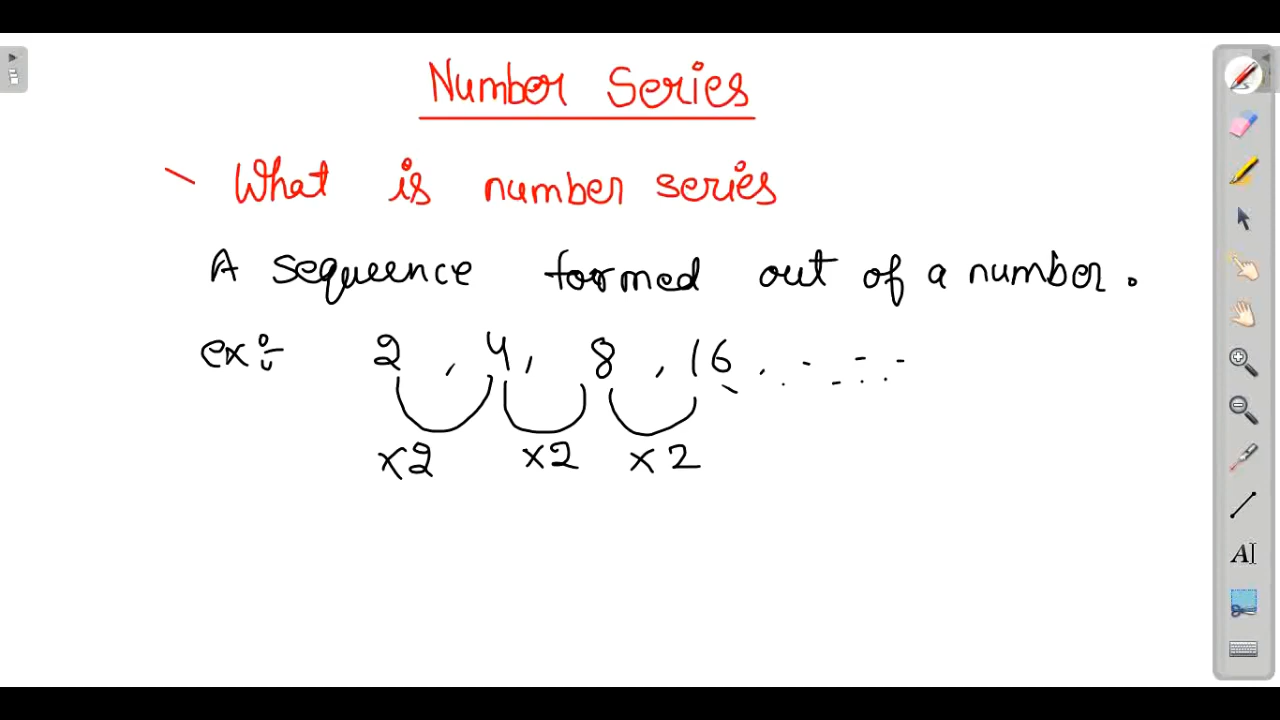 Number Series
What is number series
A sequeence formed out of a number.
ex:- 2, 4, 8, 16, . - . - . - . -
x2 x2 x2
AI